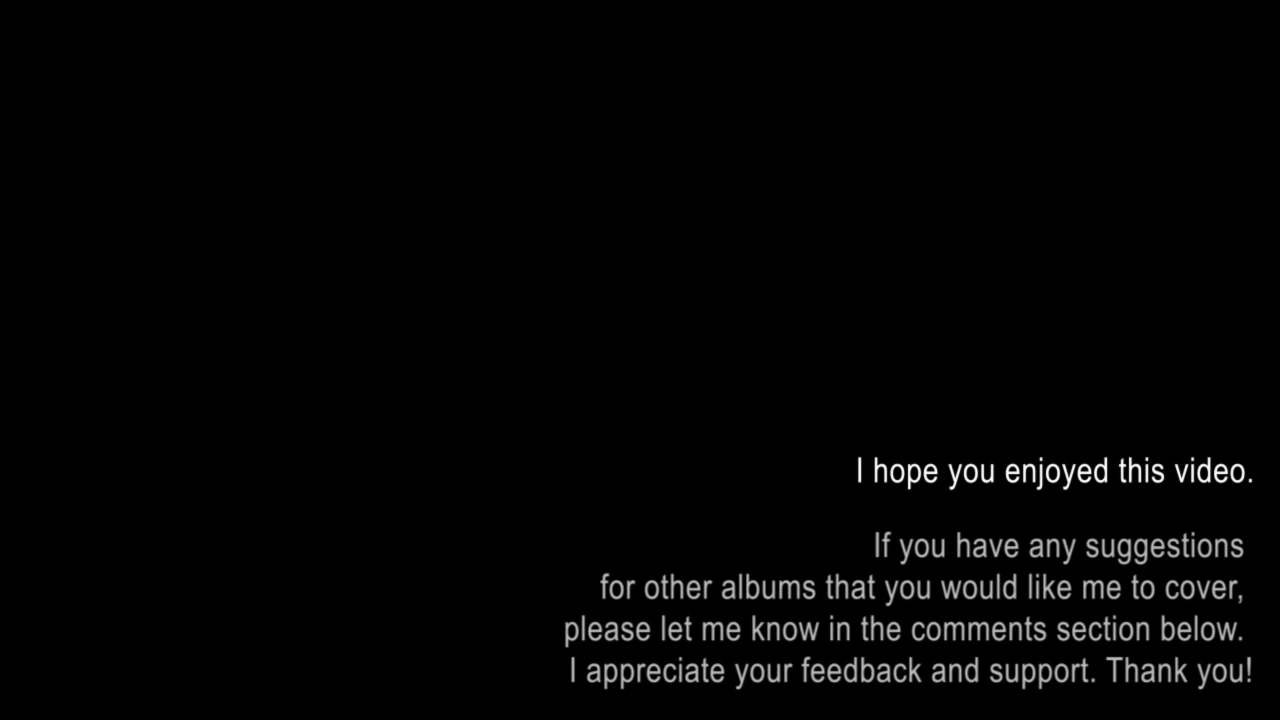 I hope you enjoyed this video.
If you have any suggestions
for other albums that you would like me to cover,
please let me know in the comments section below.
I appreciate your feedback and support. Thank you!